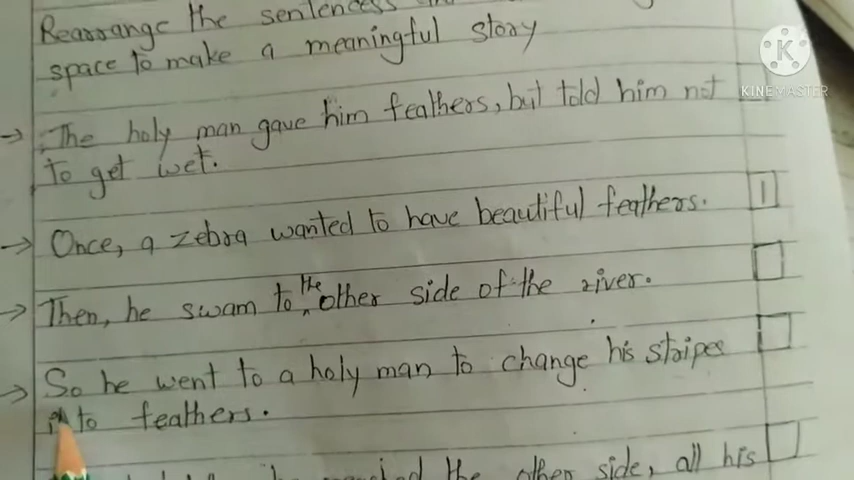 Rearrange the sentences
space to make a meaningful story
K
KINEMASTER
→ The holy man gave him feathers, but told him not
to get wet.
→ Once, a zebra wanted to have beautiful feathers. 1
→ Then, he swam to the other side of the river.
→ So he went to a holy man to change his stripes
into feathers.
the other side, all his